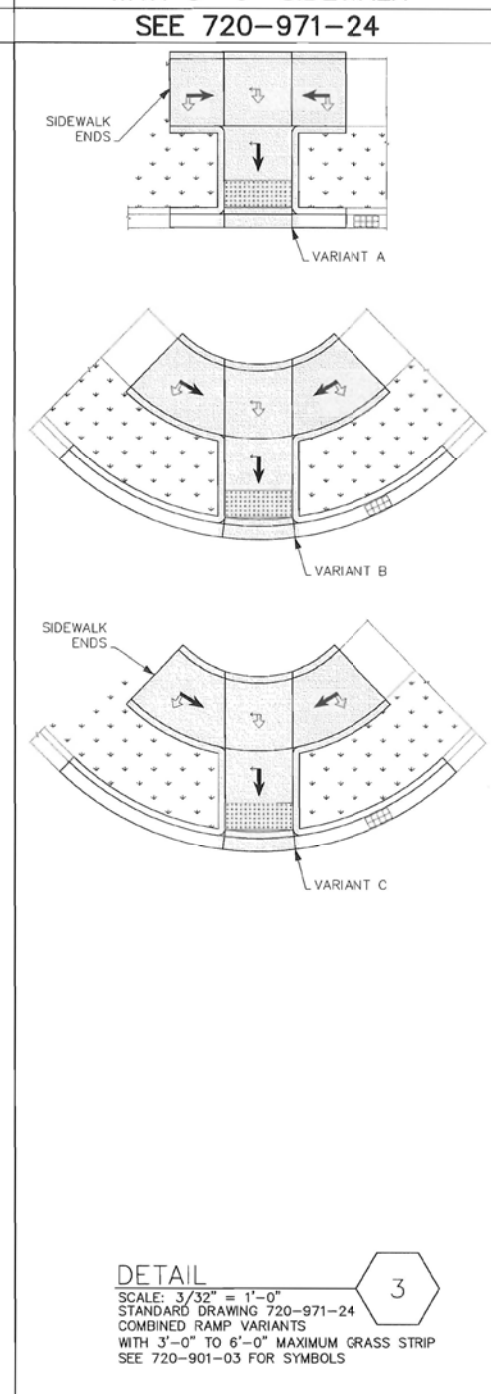 SEE 720-971-24
SIDEWALK
ENDS
VARIANT A
VARIANT B
SIDEWALK
ENDS
VARIANT C
DETAIL
3
SCALE: 3/32" = 1'-0"
STANDARD DRAWING 720-971-24
COMBINED RAMP VARIANTS
WITH 3'-0" TO 6'-0" MAXIMUM GRASS STRIP
SEE 720-901-03 FOR SYMBOLS